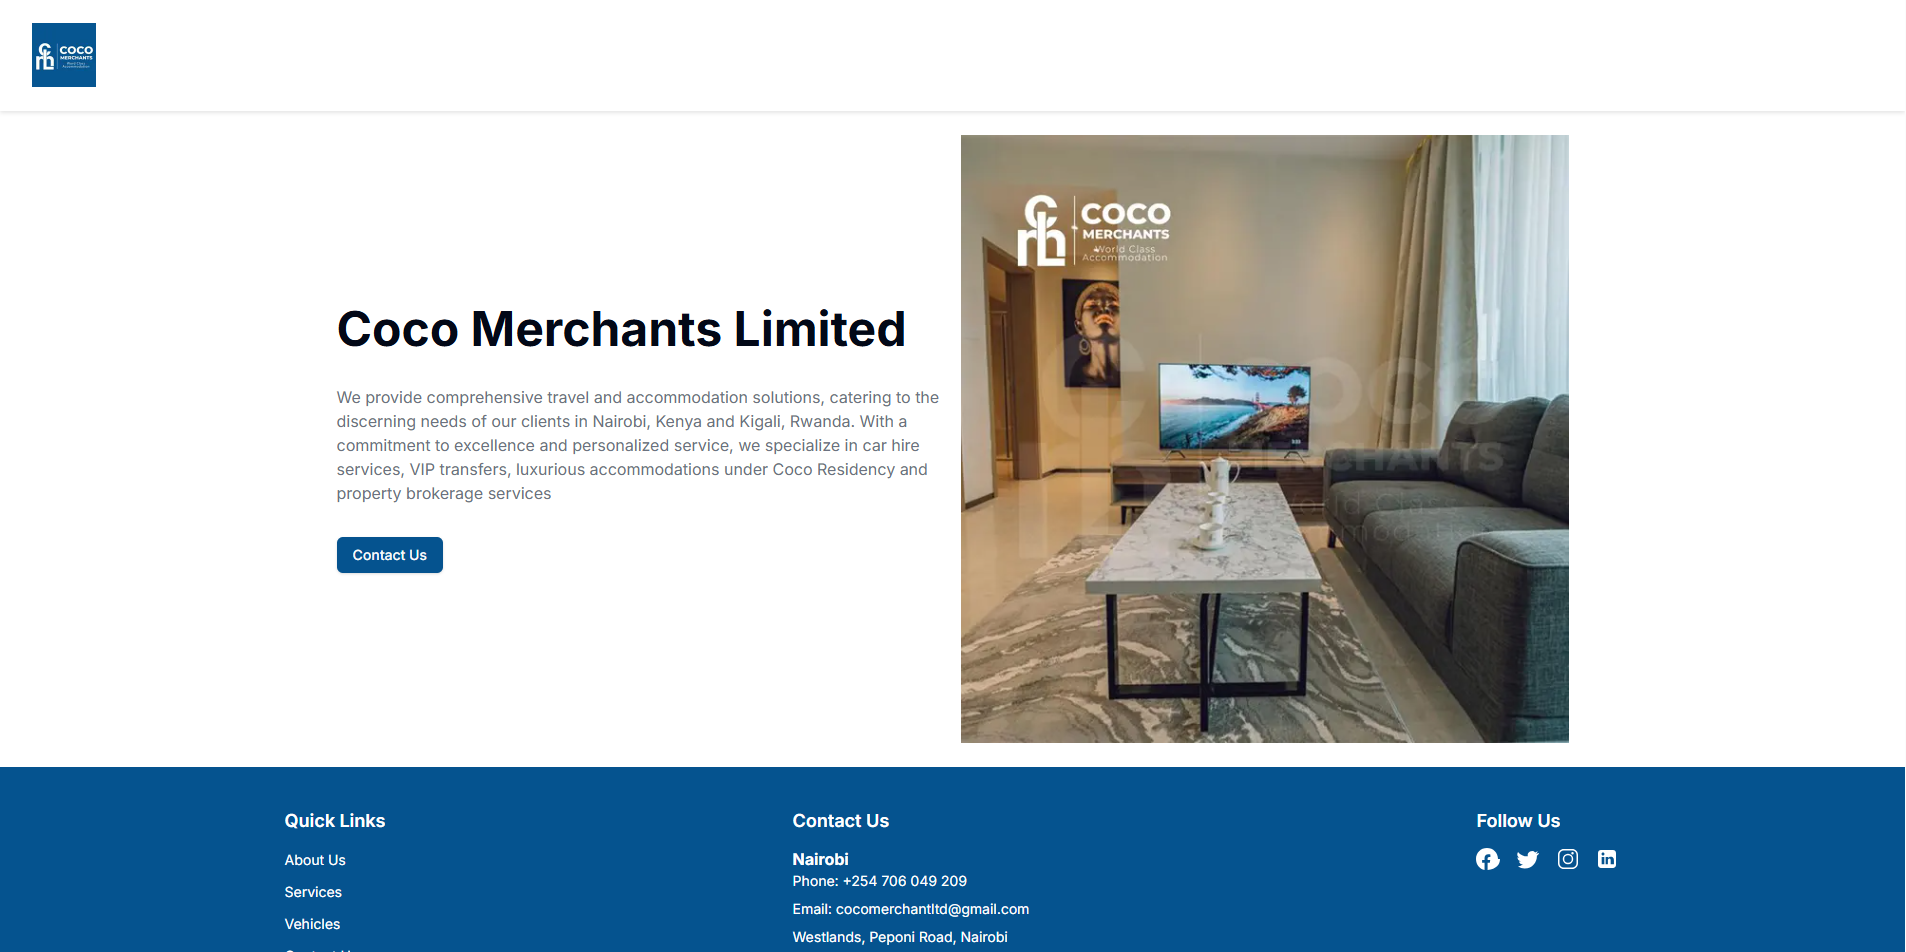 COCO
MERCHANTS
World Class
Accommodation
COCO
MERCHANTS
World Class
Accommodation
Coco Merchants Limited
We provide comprehensive travel and accommodation solutions, catering to the
discerning needs of our clients in Nairobi, Kenya and Kigali, Rwanda. With a
commitment to excellence and personalized service, we specialize in car hire
services, VIP transfers, luxurious accommodations under Coco Residency and
property brokerage services
Contact Us
Quick Links
About Us
Services
Vehicles
Contact Us
Nairobi
Phone: +254 706 049 209
Email: cocomerchantltd@gmail.com
Westlands, Peponi Road, Nairobi
Follow Us